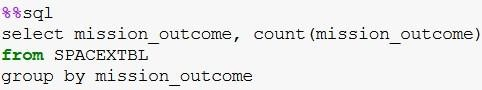 %%sql
select mission_outcome, count(mission_outcome)
from SPACEXTBL
group by mission_outcome